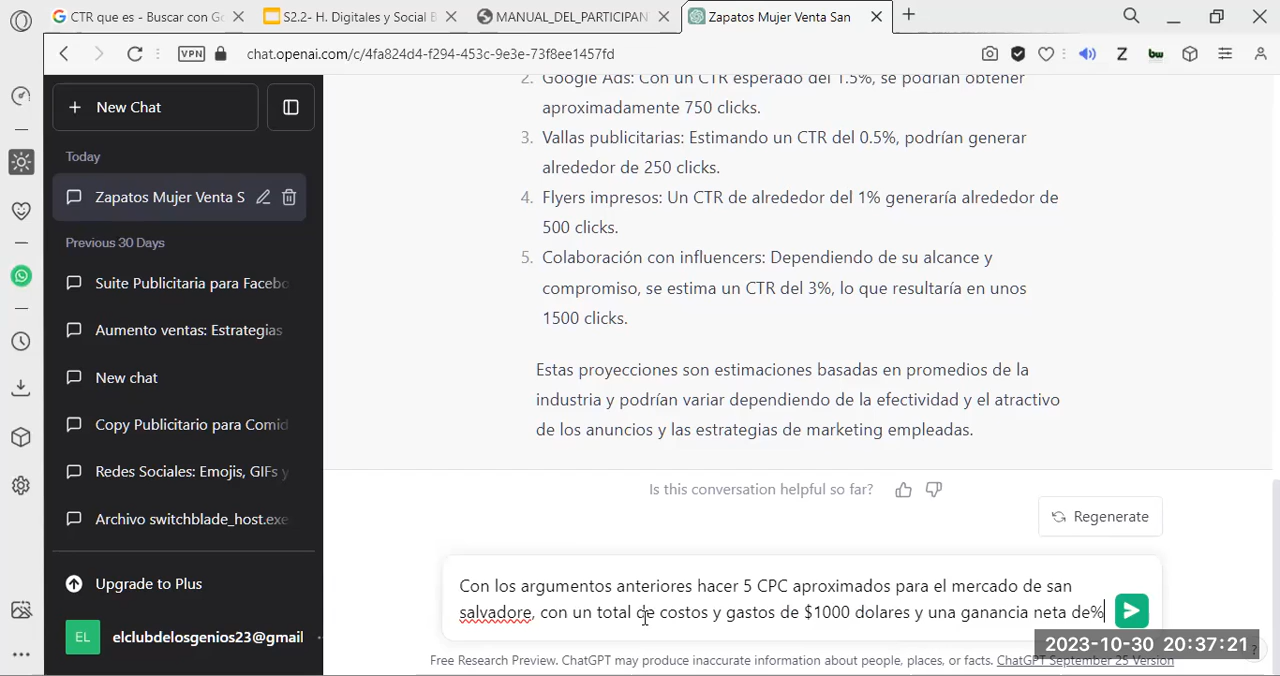 CTR que es - Buscar con Go
S2.2- H. Digitales y Social B
MANUAL_DEL_PARTICIPAN
Zapatos Mujer Venta San
VPN
chat.openai.com/c/4fa824d4-f294-453c-9e3e-73f8ee1457fd
Z
bw
New Chat
Today
Zapatos Mujer Venta S
Previous 30 Days
Suite Publicitaria para Facebo
Aumento ventas: Estrategias
New chat
Copy Publicitario para Comid
Redes Sociales: Emojis, GIFs y
Archivo switchblade_host.exe
Upgrade to Plus
EL
elclubdelosgenios23@gmail
2. Google Ads: Con un CTR esperado del 1.5%, se podrían obtener
aproximadamente 750 clicks.
3. Vallas publicitarias: Estimando un CTR del 0.5%, podrían generar
alrededor de 250 clicks.
4. Flyers impresos: Un CTR de alrededor del 1% generaría alrededor de
500 clicks.
5. Colaboración con influencers: Dependiendo de su alcance y
compromiso, se estima un CTR del 3%, lo que resultaría en unos
1500 clicks.
Estas proyecciones son estimaciones basadas en promedios de la
industria y podrían variar dependiendo de la efectividad y el atractivo
de los anuncios y las estrategias de marketing empleadas.
Is this conversation helpful so far?
Regenerate
Con los argumentos anteriores hacer 5 CPC aproximados para el mercado de san
salvadore, con un total de costos y gastos de $1000 dolares y una ganancia neta de%
2023-10-30 20:37:21
Free Research Preview. ChatGPT may produce inaccurate information about people, places, or facts. ChatGPT September 25 Version
?